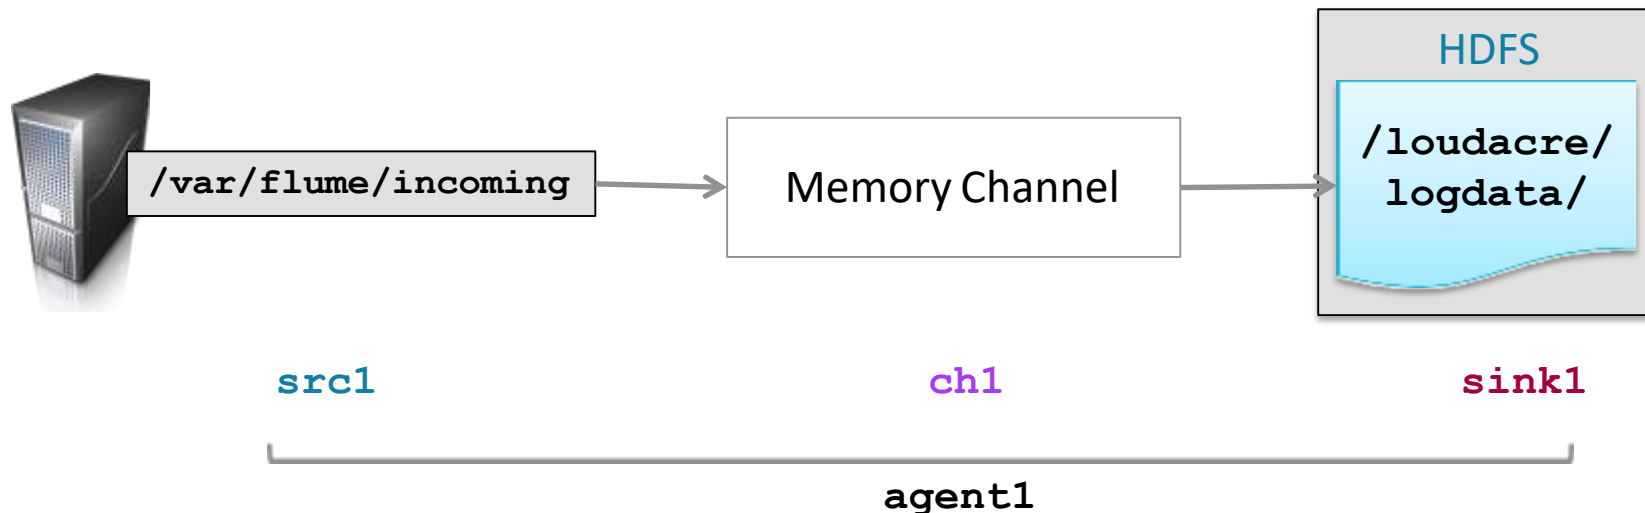 HDFS
/loudacre/
logdata/
/var/flume/incoming
Memory Channel
src1
ch1
sink1
agent1